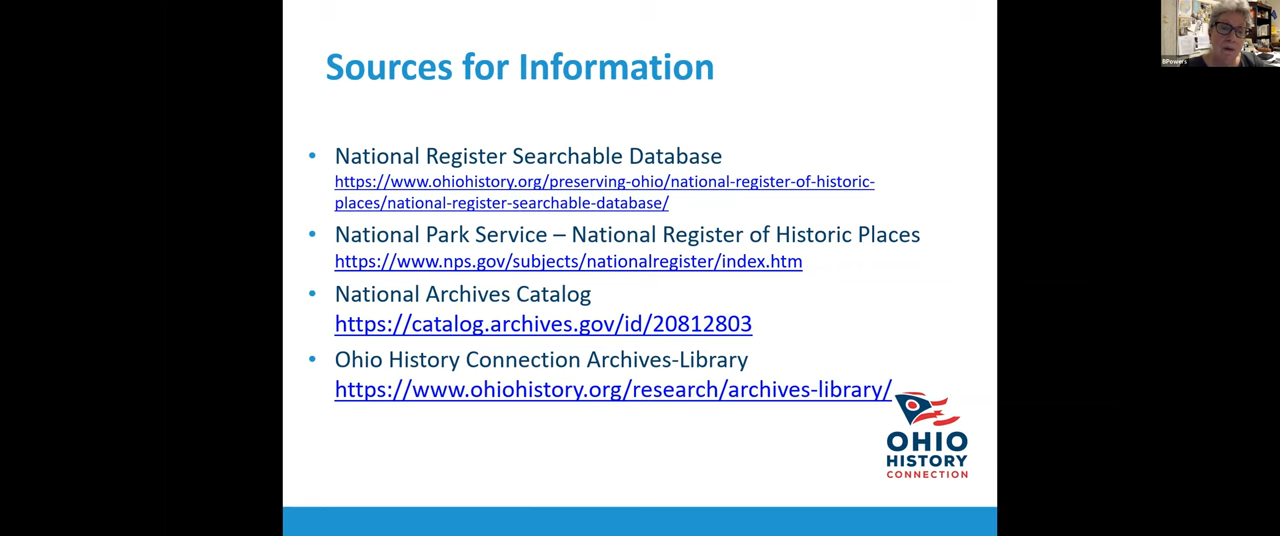 Sources for Information
BPowers
• National Register Searchable Database
https://www.ohiohistory.org/preserving-ohio/national-register-of-historic-
places/national-register-searchable-database/
• National Park Service – National Register of Historic Places
https://www.nps.gov/subjects/nationalregister/index.htm
• National Archives Catalog
https://catalog.archives.gov/id/20812803
• Ohio History Connection Archives-Library
https://www.ohiohistory.org/research/archives-library/
OHIO
HISTORY
CONNECTION